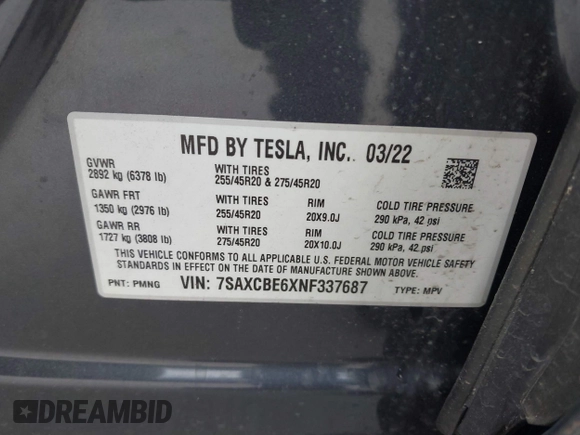 MFD BY TESLA, INC. 03/22
GVWR
2892 kg (6378 lb)
WITH TIRES
255/45R20 & 275/45R20
GAWR FRT
1350 kg (2976 lb)
WITH TIRES
255/45R20
RIM
20X9.0J
COLD TIRE PRESSURE
290 kPa, 42 psi
GAWR RR
1727 kg (3808 lb)
WITH TIRES
275/45R20
RIM
20X10.0J
COLD TIRE PRESSURE
290 kPa, 42 psi
THIS VEHICLE CONFORMS TO ALL APPLICABLE U.S. FEDERAL MOTOR VEHICLE SAFETY
STANDARDS IN EFFECT ON THE DATE OF MANUFACTURE SHOWN ABOVE.
PNT: PMNG VIN: 7SAXCBE6XNF337687 TYPE: MPV
DREAMBID